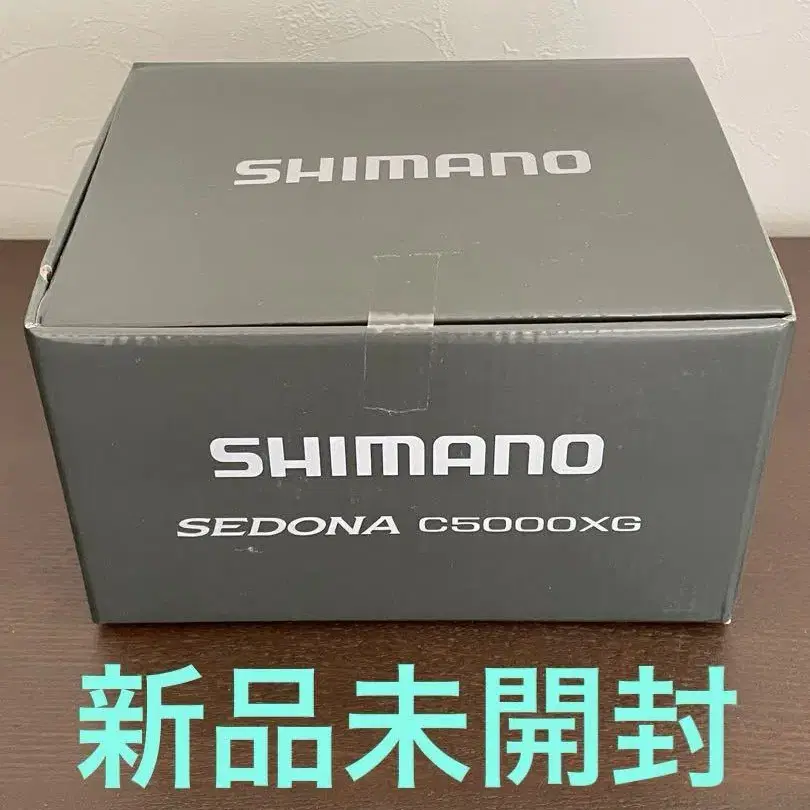 SHIMANO
SHIMANO
SEDONA C5000XG
新品未開封